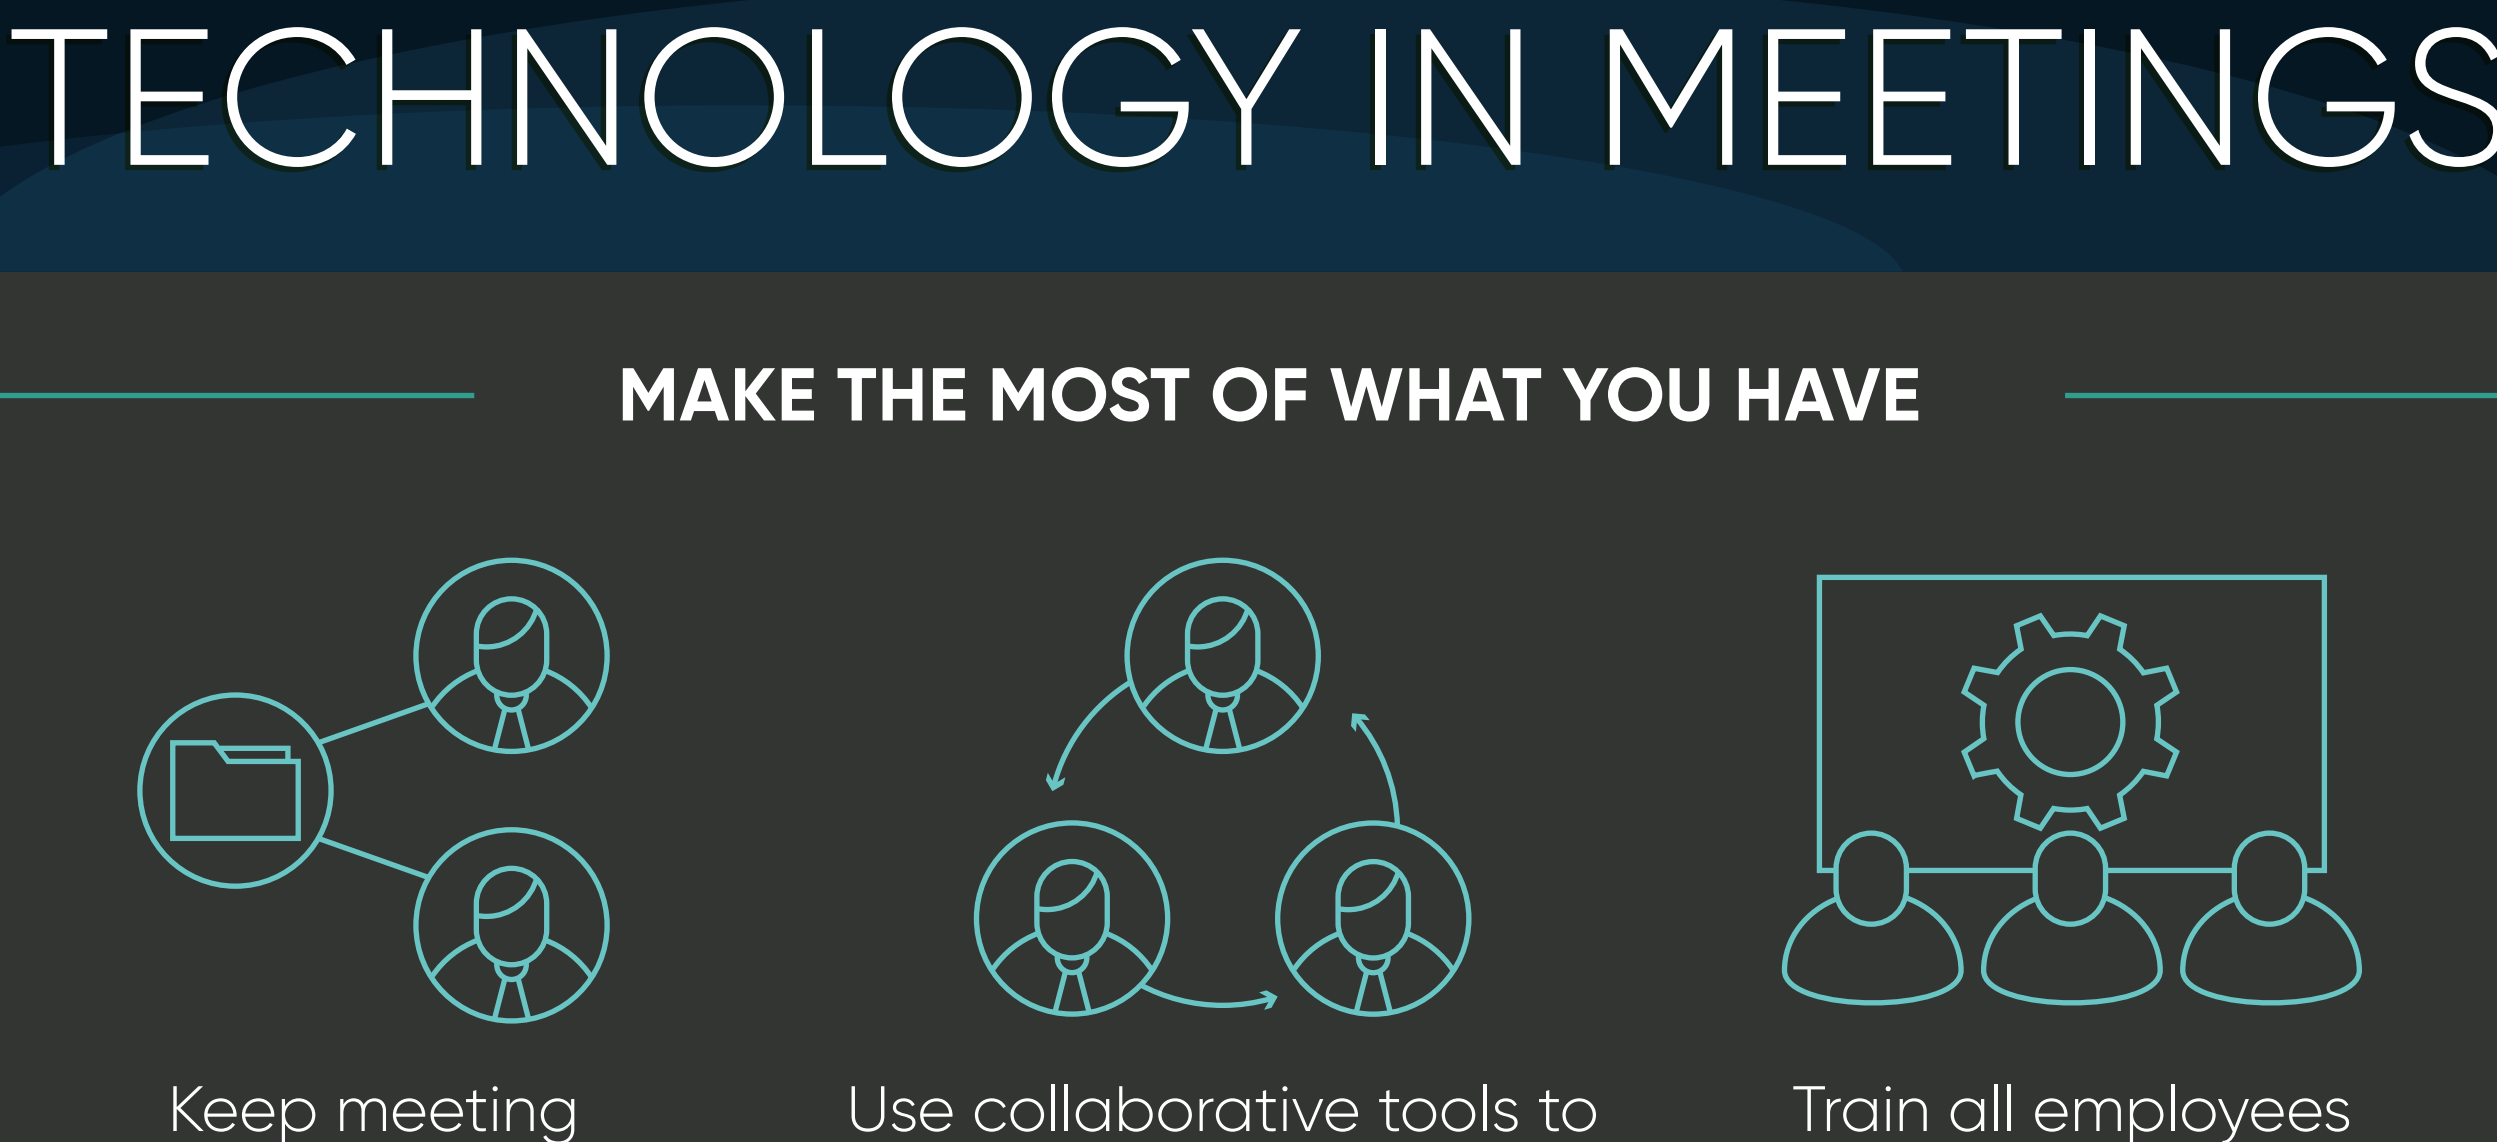 TECHNOLOGY IN MEETINGS
MAKE THE MOST OF WHAT YOU HAVE
Keep meeting
Use collaborative tools to
Train all employees